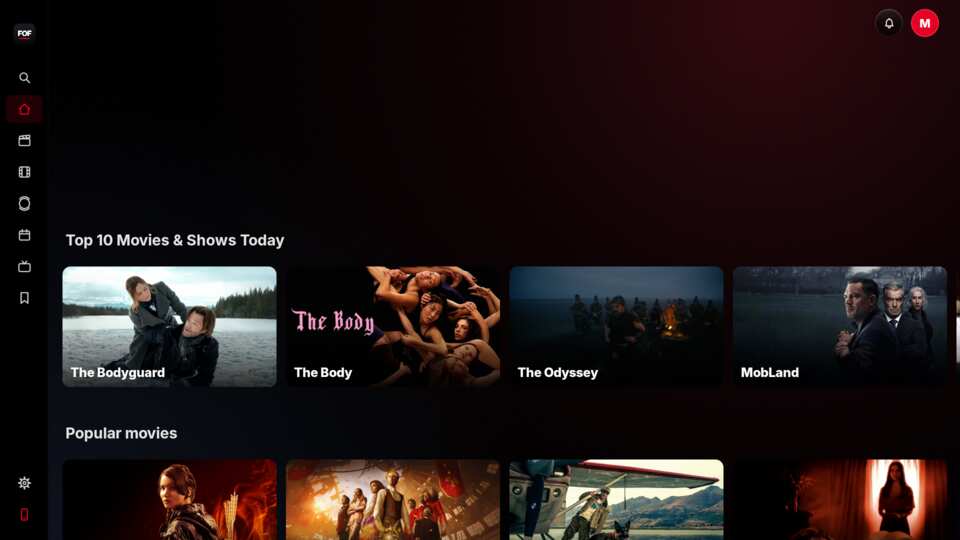 FOF
M
Top 10 Movies & Shows Today
The Body
The Bodyguard
The Body
The Odyssey
MobLand
Popular movies